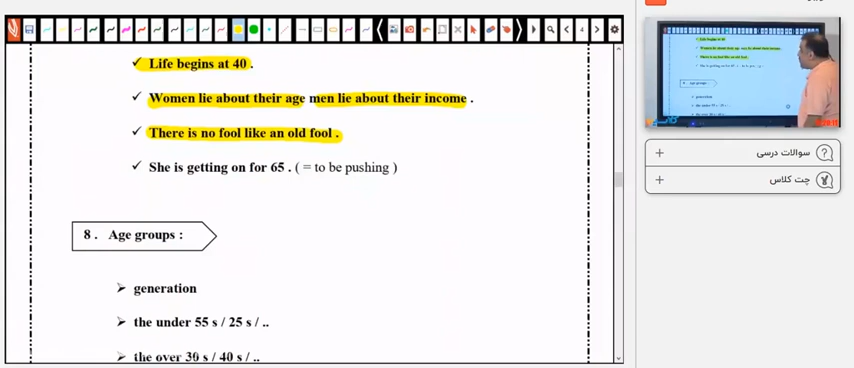 Life begins at 40 .
Women lie about their age men lie about their income .
There is no fool like an old fool .
She is getting on for 65 . ( = to be pushing )
8 . Age groups :
generation
the under 55 s / 25 s / ..
the over 30 s / 40 s / ..
4
سوالات درسی
چت کلاس